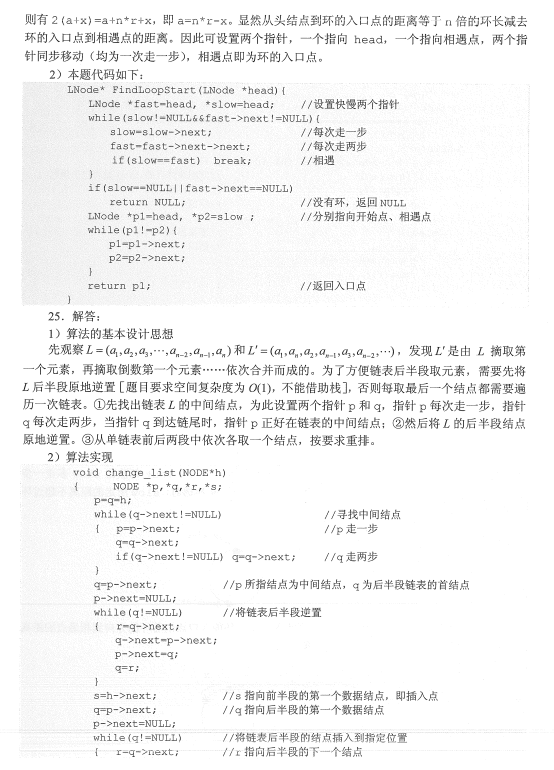 则有 2(a+x)=a+n*r+x，即 a=n*r-x。显然从头结点到环的入口点的距离等于 n 倍的环长减去
环的入口点到相遇点的距离。因此可设置两个指针，一个指向 head，一个指向相遇点，两个指
针同步移动（均为一次走一步），相遇点即为环的入口点。
2）本题代码如下：
LNode* FindLoopStart(LNode *head){
LNode *fast=head, *slow=head; //设置快慢两个指针
while(slow!=NULL&&fast->next!=NULL){
slow=slow->next; //每次走一步
fast=fast->next->next; //每次走两步
if(slow==fast) break; //相遇
}
if(slow==NULL||fast->next==NULL)
return NULL; //没有环，返回 NULL
LNode *p1=head, *p2=slow ; //分别指向开始点、相遇点
while(p1!=p2){
p1=p1->next;
p2=p2->next;
}
return p1; //返回入口点
}
25．解答：
1）算法的基本设计思想
先观察 L=(a₁,a₂,a₃,⋯,aₙ₋₂,aₙ₋₁,aₙ) 和 L′=(a₁,aₙ,a₂,aₙ₋₁,a₃,aₙ₋₂,⋯)，发现 L′ 是由 L 摘取第
一个元素，再摘取倒数第一个元素……依次合并而成的。为了方便链表后半段取元素，需要先将
L 后半段原地逆置［题目要求空间复杂度为 O(1)，不能借助栈］，否则每取最后一个结点都需要遍
历一次链表。①先找出链表 L 的中间结点，为此设置两个指针 p 和 q，指针 p 每次走一步，指针
q 每次走两步，当指针 q 到达链尾时，指针 p 正好在链表的中间结点；②然后将 L 的后半段结点
原地逆置。③从单链表前后两段中依次各取一个结点，按要求重排。
2）算法实现
void change_list(NODE*h)
{ NODE *p,*q,*r,*s;
p=q=h;
while(q->next!=NULL) //寻找中间结点
{ p=p->next; //p 走一步
q=q->next;
if(q->next!=NULL) q=q->next; //q 走两步
}
q=p->next; //p 所指结点为中间结点，q 为后半段链表的首结点
p->next=NULL;
while(q!=NULL) //将链表后半段逆置
{ r=q->next;
q->next=p->next;
p->next=q;
q=r;
}
s=h->next; //s 指向前半段的第一个数据结点，即插入点
q=p->next; //q 指向后半段的第一个数据结点
p->next=NULL;
while(q!=NULL) //将链表后半段的结点插入到指定位置
{ r=q->next; //r 指向后半段的下一个结点